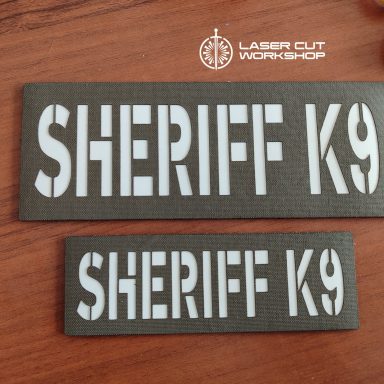 LASER CUT
WORKSHOP
SHERIFF K9
SHERIFF K9